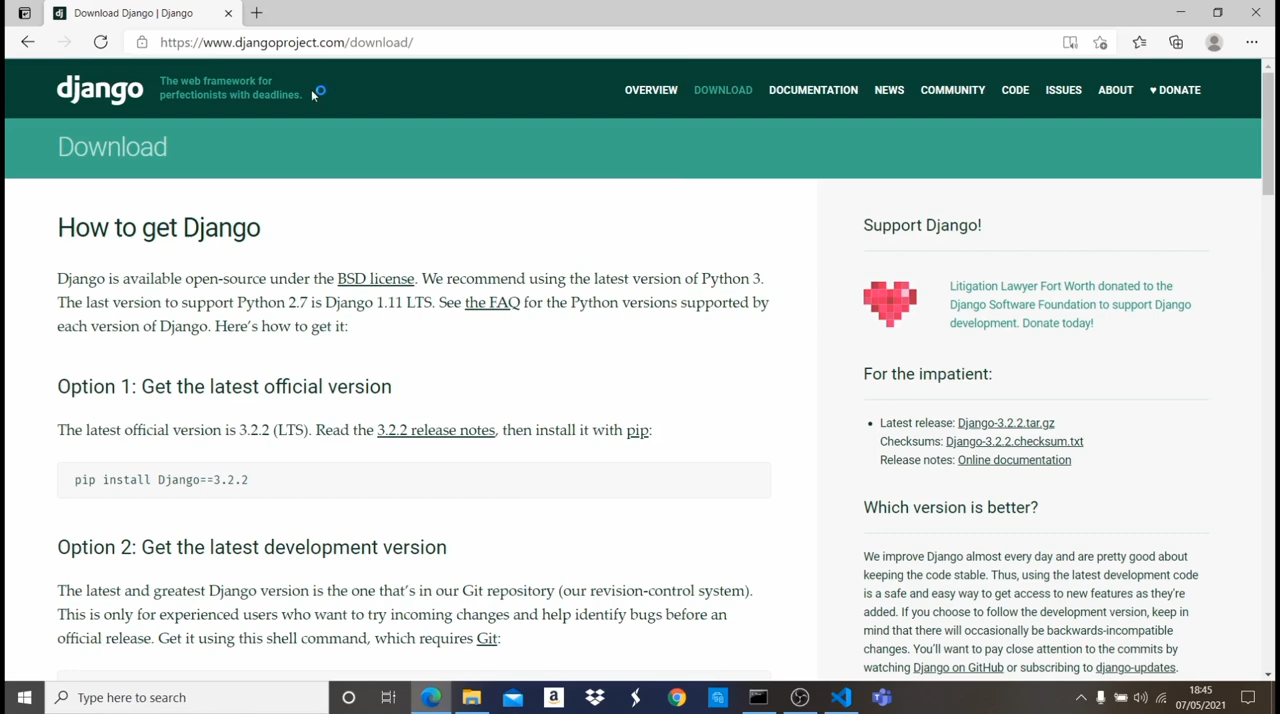 Download Django | Django
https://www.djangoproject.com/download/
django
The web framework for
perfectionists with deadlines.
OVERVIEW DOWNLOAD DOCUMENTATION NEWS COMMUNITY CODE ISSUES ABOUT ♥ DONATE
Download
How to get Django
Django is available open-source under the BSD license. We recommend using the latest version of Python 3.
The last version to support Python 2.7 is Django 1.11 LTS. See the FAQ for the Python versions supported by
each version of Django. Here's how to get it:
Option 1: Get the latest official version
The latest official version is 3.2.2 (LTS). Read the 3.2.2 release notes, then install it with pip:
pip install Django==3.2.2
Option 2: Get the latest development version
The latest and greatest Django version is the one that's in our Git repository (our revision-control system).
This is only for experienced users who want to try incoming changes and help identify bugs before an
official release. Get it using this shell command, which requires Git:
Support Django!
Litigation Lawyer Fort Worth donated to the
Django Software Foundation to support Django
development. Donate today!
For the impatient:
• Latest release: Django-3.2.2.tar.gz
Checksums: Django-3.2.2.checksum.txt
Release notes: Online documentation
Which version is better?
We improve Django almost every day and are pretty good about
keeping the code stable. Thus, using the latest development code
is a safe and easy way to get access to new features as they're
added. If you choose to follow the development version, keep in
mind that there will occasionally be backwards-incompatible
changes. You'll want to pay close attention to the commits by
watching Django on GitHub or subscribing to django-updates.
Type here to search
18:45
07/05/2021